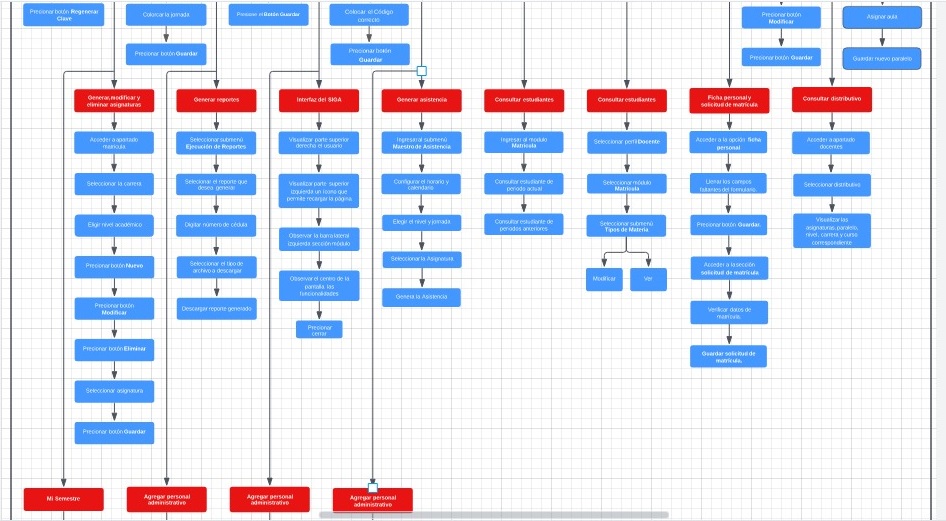 Presionar botón Regenerar
Clave
Colocar la jornada
Presionar botón Guardar
Presione el Botón Guardar
Colocar el Código
correcto
Presionar botón
Guardar
Presionar botón
Modificar
Presionar botón Guardar
Asignar aula
Guardar nuevo paralelo
Generar,modificar y
eliminar asignaturas
Acceder a apartado
matrícula
Seleccionar la carrera
Elige nivel académico
Presionar botón Nuevo
Presionar botón
Modificar
Presionar botón Eliminar
Seleccionar asignatura
Presionar botón Guardar
Generar reportes
Seleccionar submenú
Ejecución de Reportes
Seleccionar el reporte que
desea generar
Digitar número de cédula
Seleccionar el tipo de
archivo a descargar
Descargar reporte generado
Interfaz del SIGA
Visualizar parte superior
derecha el usuario
Visualizar parte superior
izquierda un icono que
permite recargar la página
Observar la barra lateral
izquierda sección módulo
Observar el centro de la
pantalla las
funcionalidades
Presionar
cerrar
Generar asistencia
Ingresar al submenú
Maestro de Asistencia
Configurar el horario y
calendario
Elegir el nivel y jornada
Seleccionar la Asignatura
Genera la Asistencia
Consultar estudiantes
Ingresar al modulo
Matrícula
Consultar estudiante de
periodo actual
Consultar estudiante de
periodos anteriores
Consultar estudiantes
Seleccionar perfil Docente
Seleccionar módulo
Matrícula
Seleccionar submenú
Tipos de Materia
Modificar
Ver
Ficha personal y
solicitud de matrícula
Acceder a la opción ficha
personal
Llenar los campos
faltantes del formulario.
Presionar botón Guardar.
Acceder a la sección
solicitud de matrícula
Verificar datos de
matrícula.
Guardar solicitud de
matrícula.
Consultar distributivo
Acceder a apartado
docentes
Seleccionar distributivo
Visualizar las
asignaturas,paralelo,
nivel, carrera y curso
correspondiente
Mi Semestre
Agregar personal
administrativo
Agregar personal
administrativo
Agregar personal
administrativo